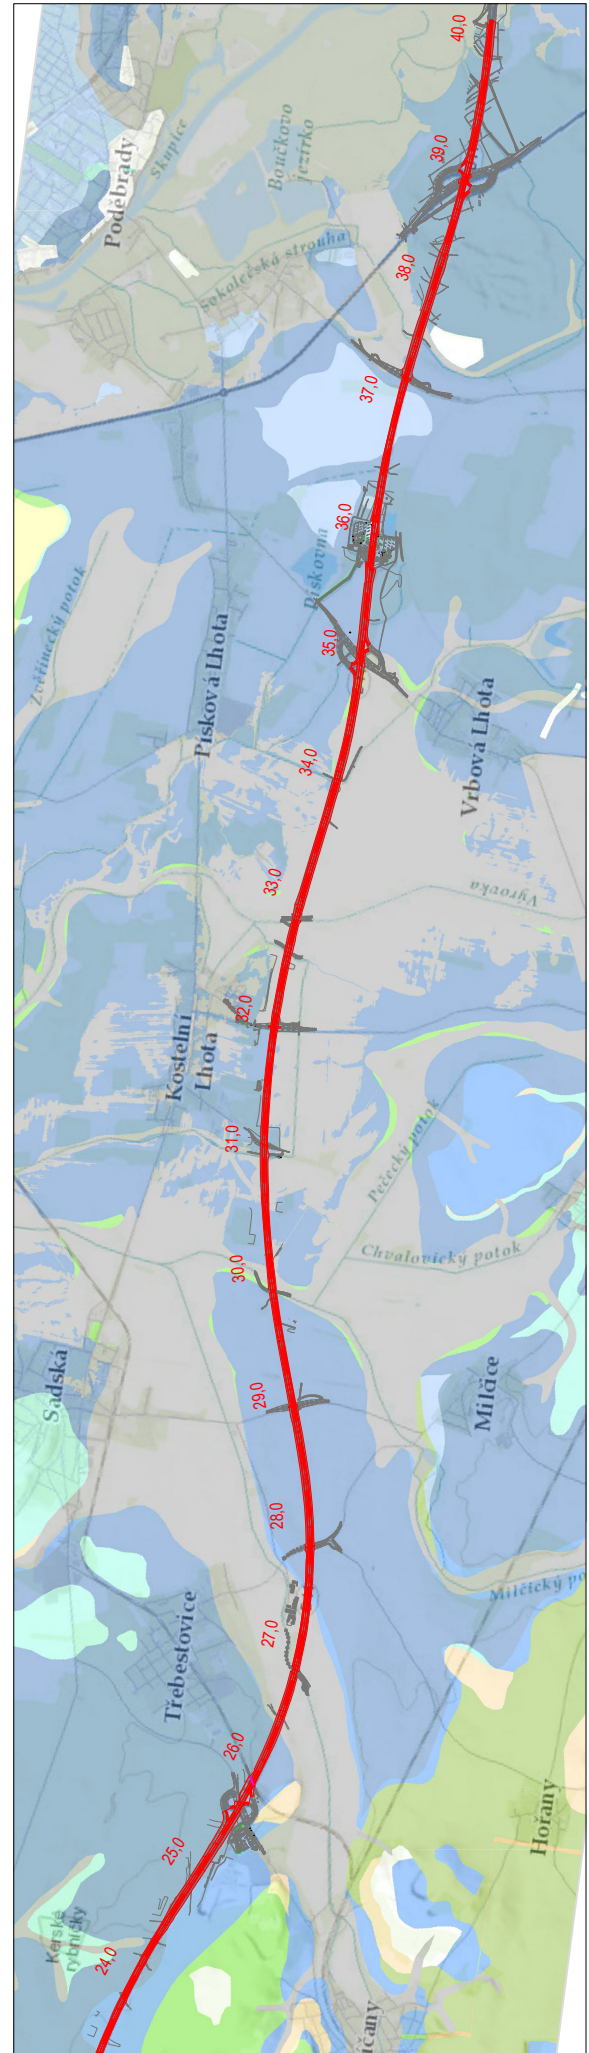 40,0
39,0
Skupice
Poděbrady
Boučkovo
jezírko
38,0
Sokolečská strouha
37,0
36,0
Pískovna
Zvěřínecký potok
Písková Lhota
35,0
Vrbová Lhota
34,0
33,0
Výrovka
32,0
Kostelní
Lhota
31,0
Pečecký potok
Chvalovický potok
30,0
Sadská
29,0
Milčice
28,0
Milčický po
27,0
Třebestovice
26,0
Hořany
25,0
Kerské
rybníčky
24,0
íčany